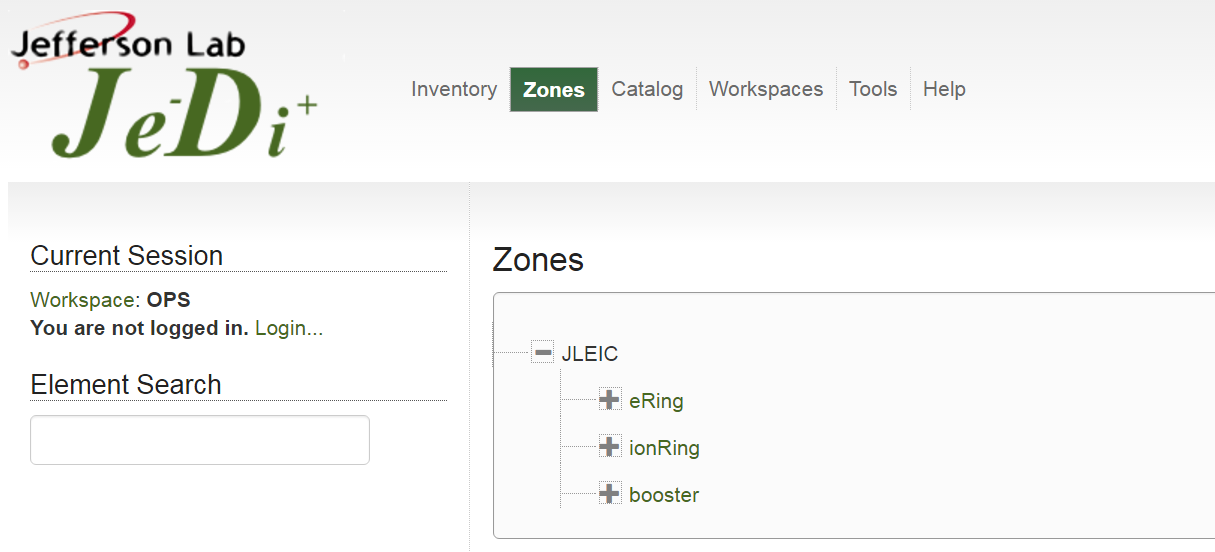 Jefferson Lab
Je-Di+
Inventory Zones Catalog Workspaces Tools Help
Current Session
Workspace: OPS
You are not logged in. Login...
Element Search
Zones
JLEIC
eRing
ionRing
booster